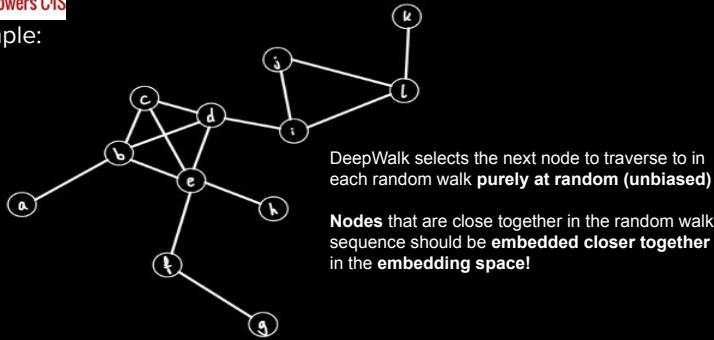 owers CIS
ple:
k
j
l
c
d
i
b
e
a
h
DeepWalk selects the next node to traverse to in
each random walk purely at random (unbiased)
Nodes that are close together in the random walk
sequence should be embedded closer together
in the embedding space!
f
g